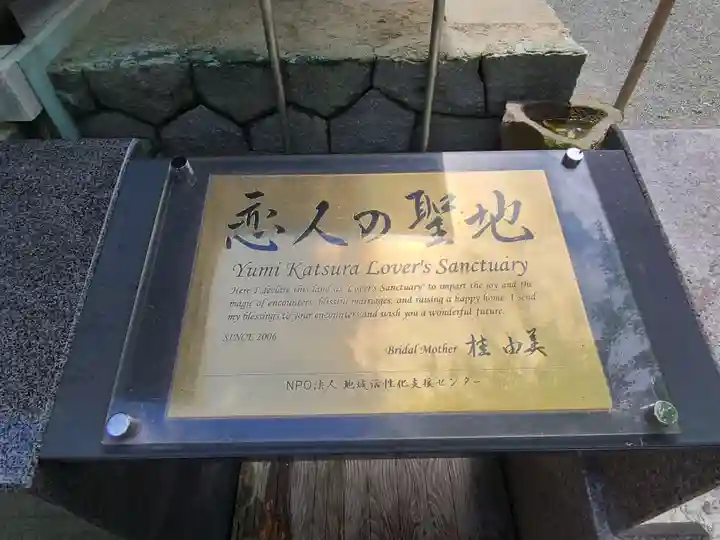 恋人の聖地
Yumi Katsura Lover's Sanctuary
Here I declare this land as "Lover's Sanctuary" to impart the joy and the
magic of encounters, blissful marriages, and raising a happy home. I send
my blessings to your encounters and wish you a wonderful future.
SINCE 2006
Bridal Mother 桂 由美
NPO法人 地域活性化支援センター